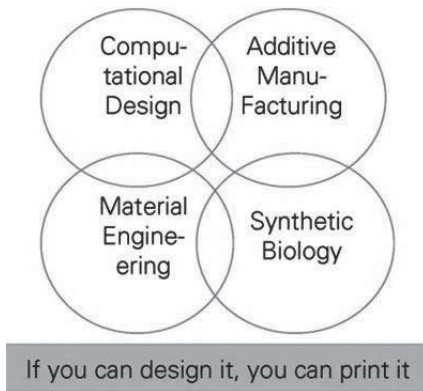 Compu-
tational
Design
Additive
Manu-
Facturing
Material
Engine-
ering
Synthetic
Biology
If you can design it, you can print it